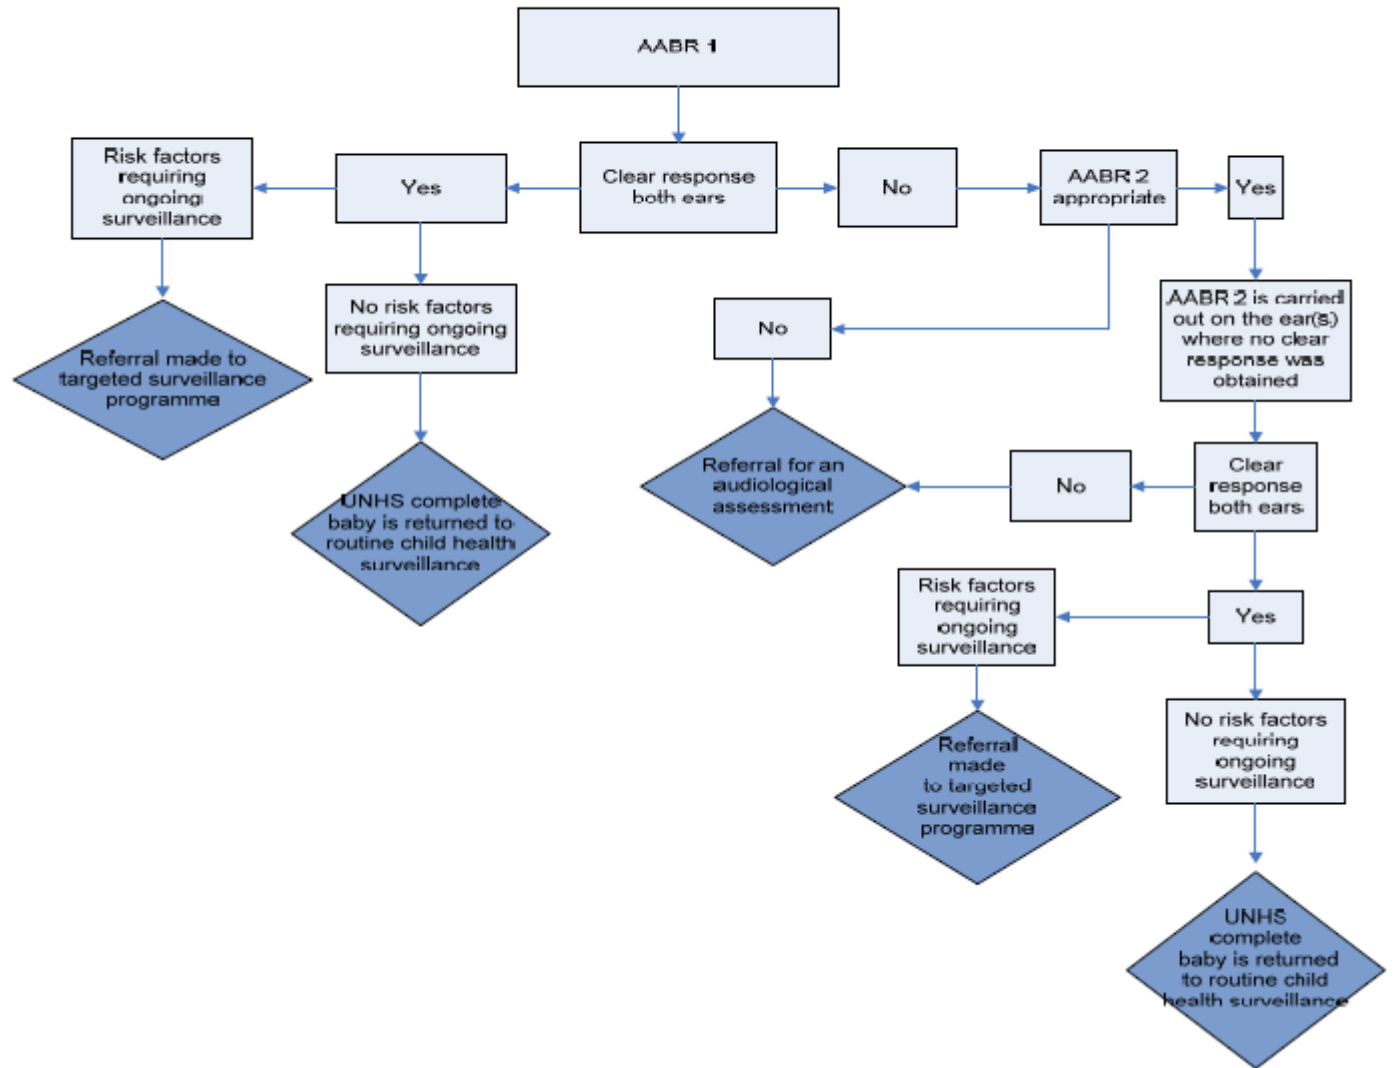 AABR 1
Risk factors
requiring
ongoing
surveillance
Yes
Clear response
both ears
No
AABR 2
appropriate
Yes
No risk factors
requiring ongoing
surveillance
No
AABR 2 is carried
out on the ear(s)
where no clear
response was
obtained
Referral made to
targeted surveillance
programme
Referral for an
audiological
assessment
No
Clear
response
both ears
UNHS complete
baby is returned to
routine child health
surveillance
Risk factors
requiring
ongoing
surveillance
Yes
Referral
made
to targeted
surveillance
programme
No risk factors
requiring
ongoing
surveillance
UNHS
complete
baby is returned
to routine child
health surveillance